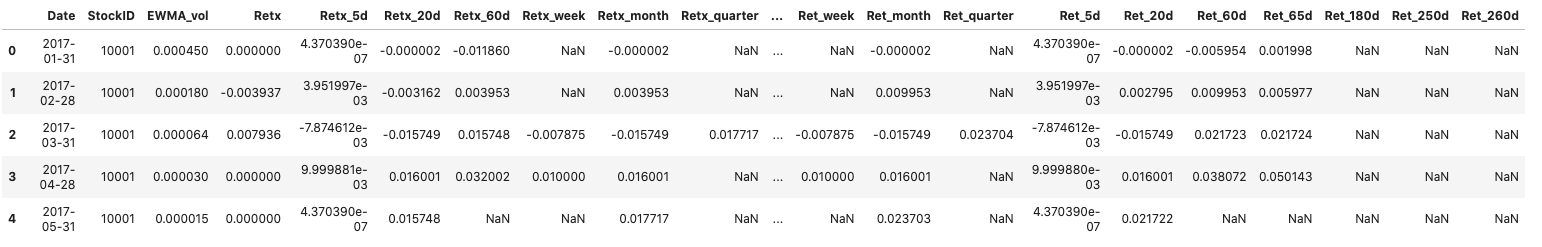 Date StockID EWMA_vol Retx Retx_5d Retx_20d Retx_60d Retx_week Retx_month Retx_quarter ... Ret_week Ret_month Ret_quarter Ret_5d Ret_20d Ret_60d Ret_65d Ret_180d Ret_250d Ret_260d
0 2017-01-31 10001 0.000450 0.000000 4.370390e-07 -0.000002 -0.011860 NaN -0.000002 NaN ... NaN -0.000002 NaN 4.370390e-07 -0.000002 -0.005954 0.001998 NaN NaN NaN
1 2017-02-28 10001 0.000180 -0.003937 3.951997e-03 -0.003162 0.003953 NaN 0.003953 NaN ... NaN 0.009953 NaN 3.951997e-03 0.002795 0.009953 0.005977 NaN NaN NaN
2 2017-03-31 10001 0.000064 0.007936 -7.874612e-03 -0.015749 0.015748 -0.007875 -0.015749 0.017717 ... -0.007875 -0.015749 0.023704 -7.874612e-03 -0.015749 0.021723 0.021724 NaN NaN NaN
3 2017-04-28 10001 0.000030 0.000000 9.999881e-03 0.016001 0.032002 0.010000 0.016001 NaN ... 0.010000 0.016001 NaN 9.999880e-03 0.016001 0.038072 0.050143 NaN NaN NaN
4 2017-05-31 10001 0.000015 0.000000 4.370390e-07 0.015748 NaN NaN 0.017717 NaN ... NaN 0.023703 NaN 4.370390e-07 0.021722 NaN NaN NaN NaN NaN